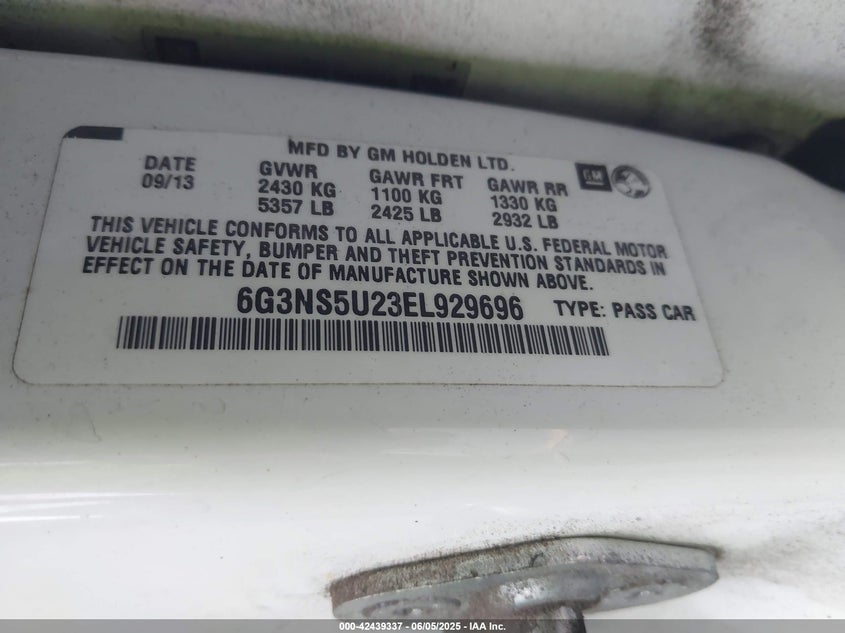 MFD BY GM HOLDEN LTD.
DATE GVWR GAWR FRT GAWR RR GM
09/13 2430 KG 1100 KG 1330 KG
5357 LB 2425 LB 2932 LB
THIS VEHICLE CONFORMS TO ALL APPLICABLE U.S. FEDERAL MOTOR
VEHICLE SAFETY, BUMPER AND THEFT PREVENTION STANDARDS IN
EFFECT ON THE DATE OF MANUFACTURE SHOWN ABOVE.
6G3NS5U23EL929696 TYPE: PASS CAR
000-42439337 - 06/05/2025 - IAA Inc.